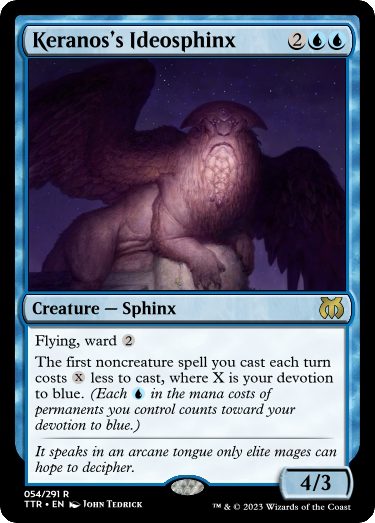 Keranos's Ideosphinx 2UU
Creature — Sphinx
Flying, ward 2
The first noncreature spell you cast each turn
costs X less to cast, where X is your devotion
to blue. (Each U in the mana costs of
permanents you control counts toward your
devotion to blue.)
It speaks in an arcane tongue only elite mages can
hope to decipher.
4/3
054/291 R
TTR • EN JOHN TEDRICK
™ & © 2023 Wizards of the Coast